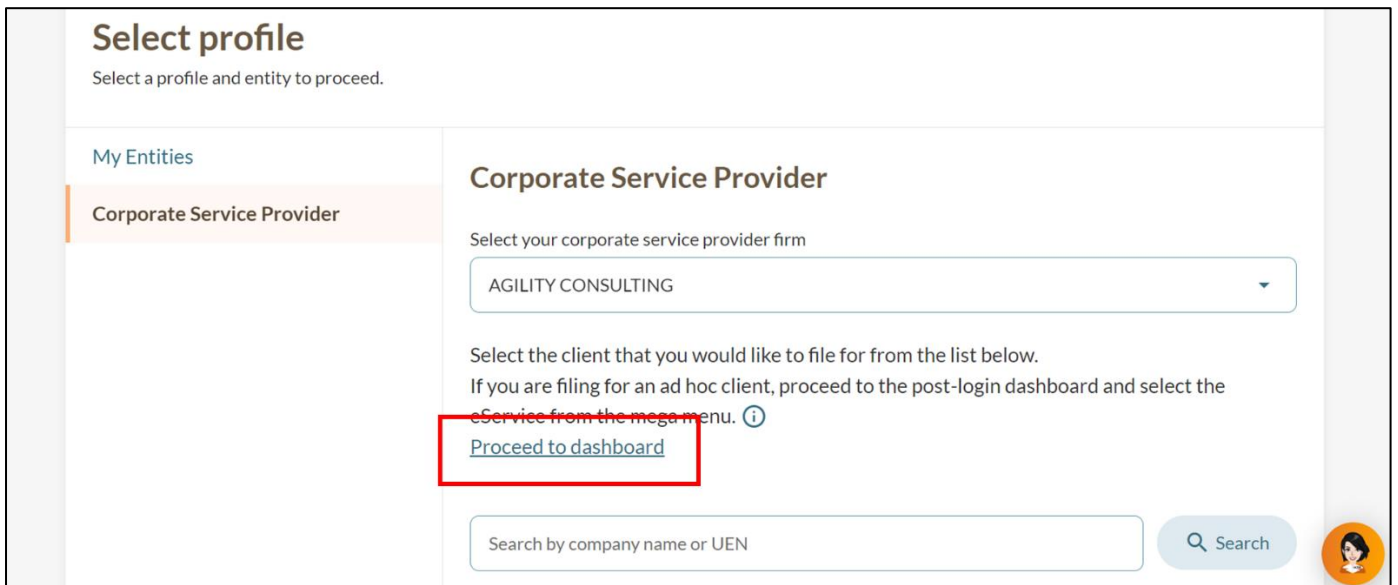 Select profile
Select a profile and entity to proceed.
My Entities
Corporate Service Provider
Corporate Service Provider
Select your corporate service provider firm
AGILITY CONSULTING
Select the client that you would like to file for from the list below.
If you are filing for an ad hoc client, proceed to the post-login dashboard and select the
eService from the mega menu.
Proceed to dashboard
Search by company name or UEN
Search